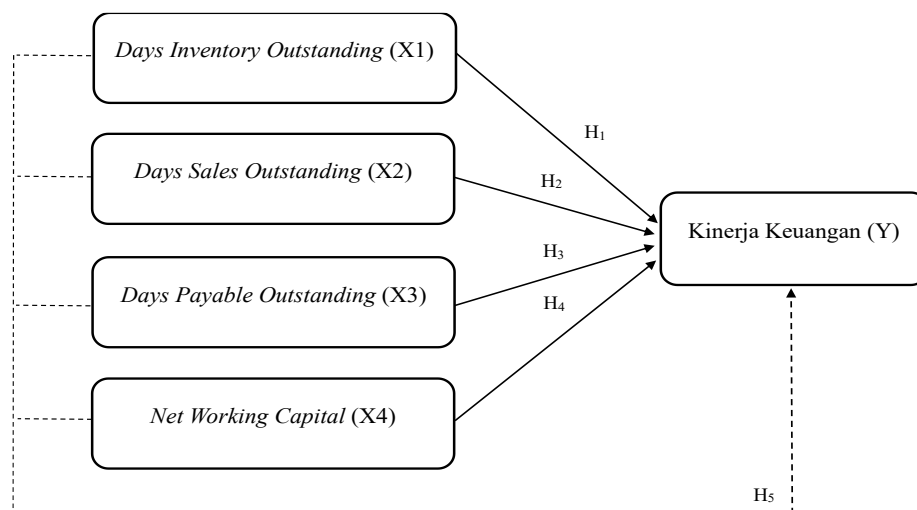 Days Inventory Outstanding (X1)
H₁
Days Sales Outstanding (X2)
H₂
Kinerja Keuangan (Y)
H₃
Days Payable Outstanding (X3)
H₄
Net Working Capital (X4)
H₅